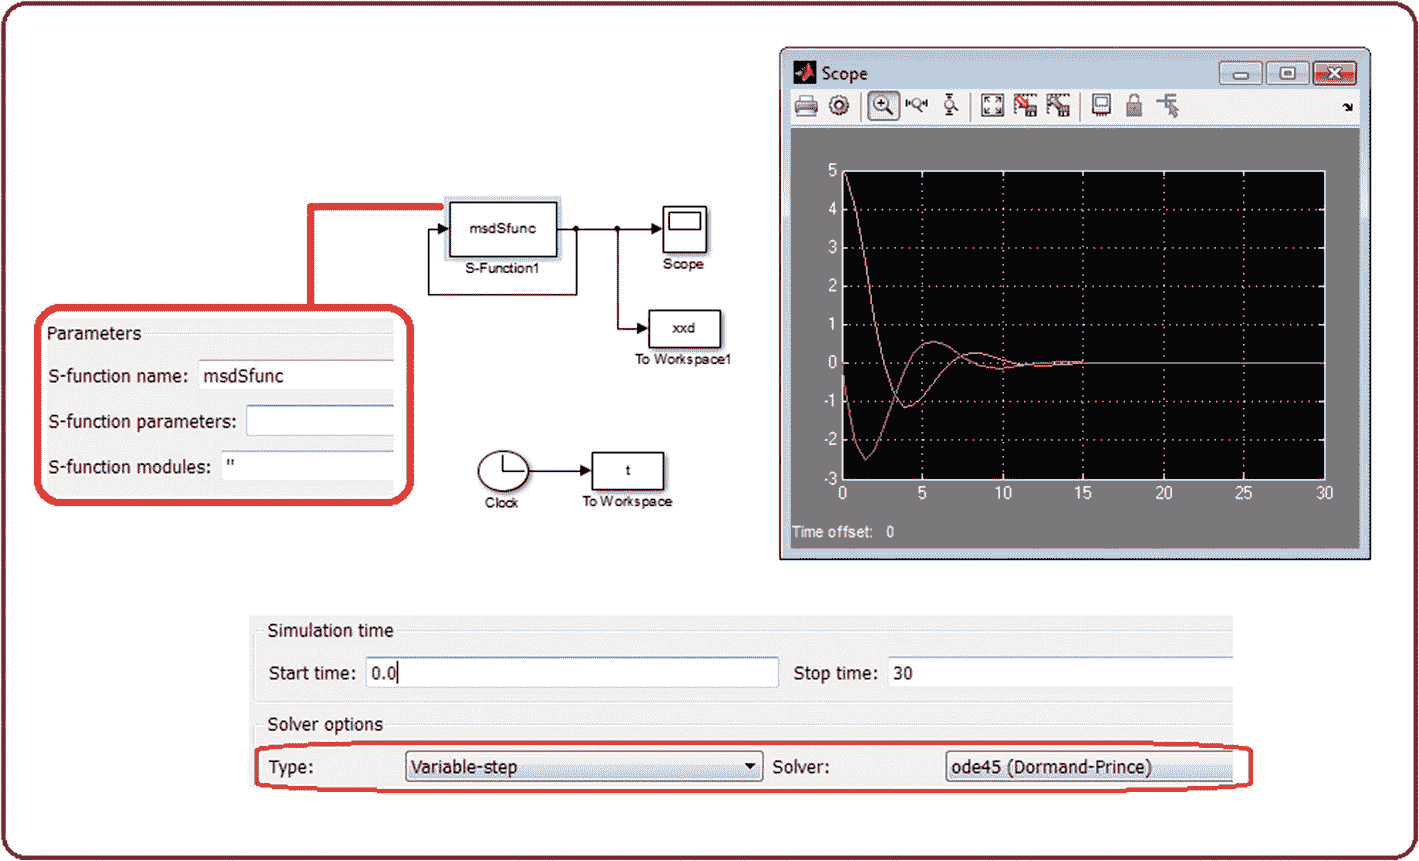 Scope
msdSfunc
S-Function1
Scope
xxd
To Workspace1
Parameters
S-function name: msdSfunc
S-function parameters:
S-function modules: "
Clock
t
To Workspace
5
4
3
2
1
0
-1
-2
-3
0 5 10 15 20 25 30
Time offset: 0
Simulation time
Start time: 0.0 Stop time: 30
Solver options
Type: Variable-step Solver: ode45 (Dormand-Prince)